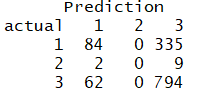 Prediction
actual 1 2 3
1 84 0 335
2 2 0 9
3 62 0 794